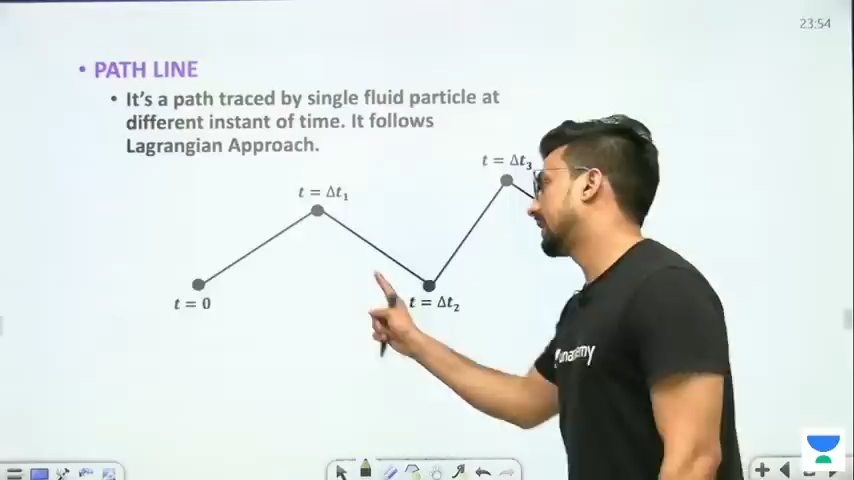 23:54
• PATH LINE
• It's a path traced by single fluid particle at
different instant of time. It follows
Lagrangian Approach.
t = Δt₃
t = Δt₁
t = 0
t = Δt₂
unacademy